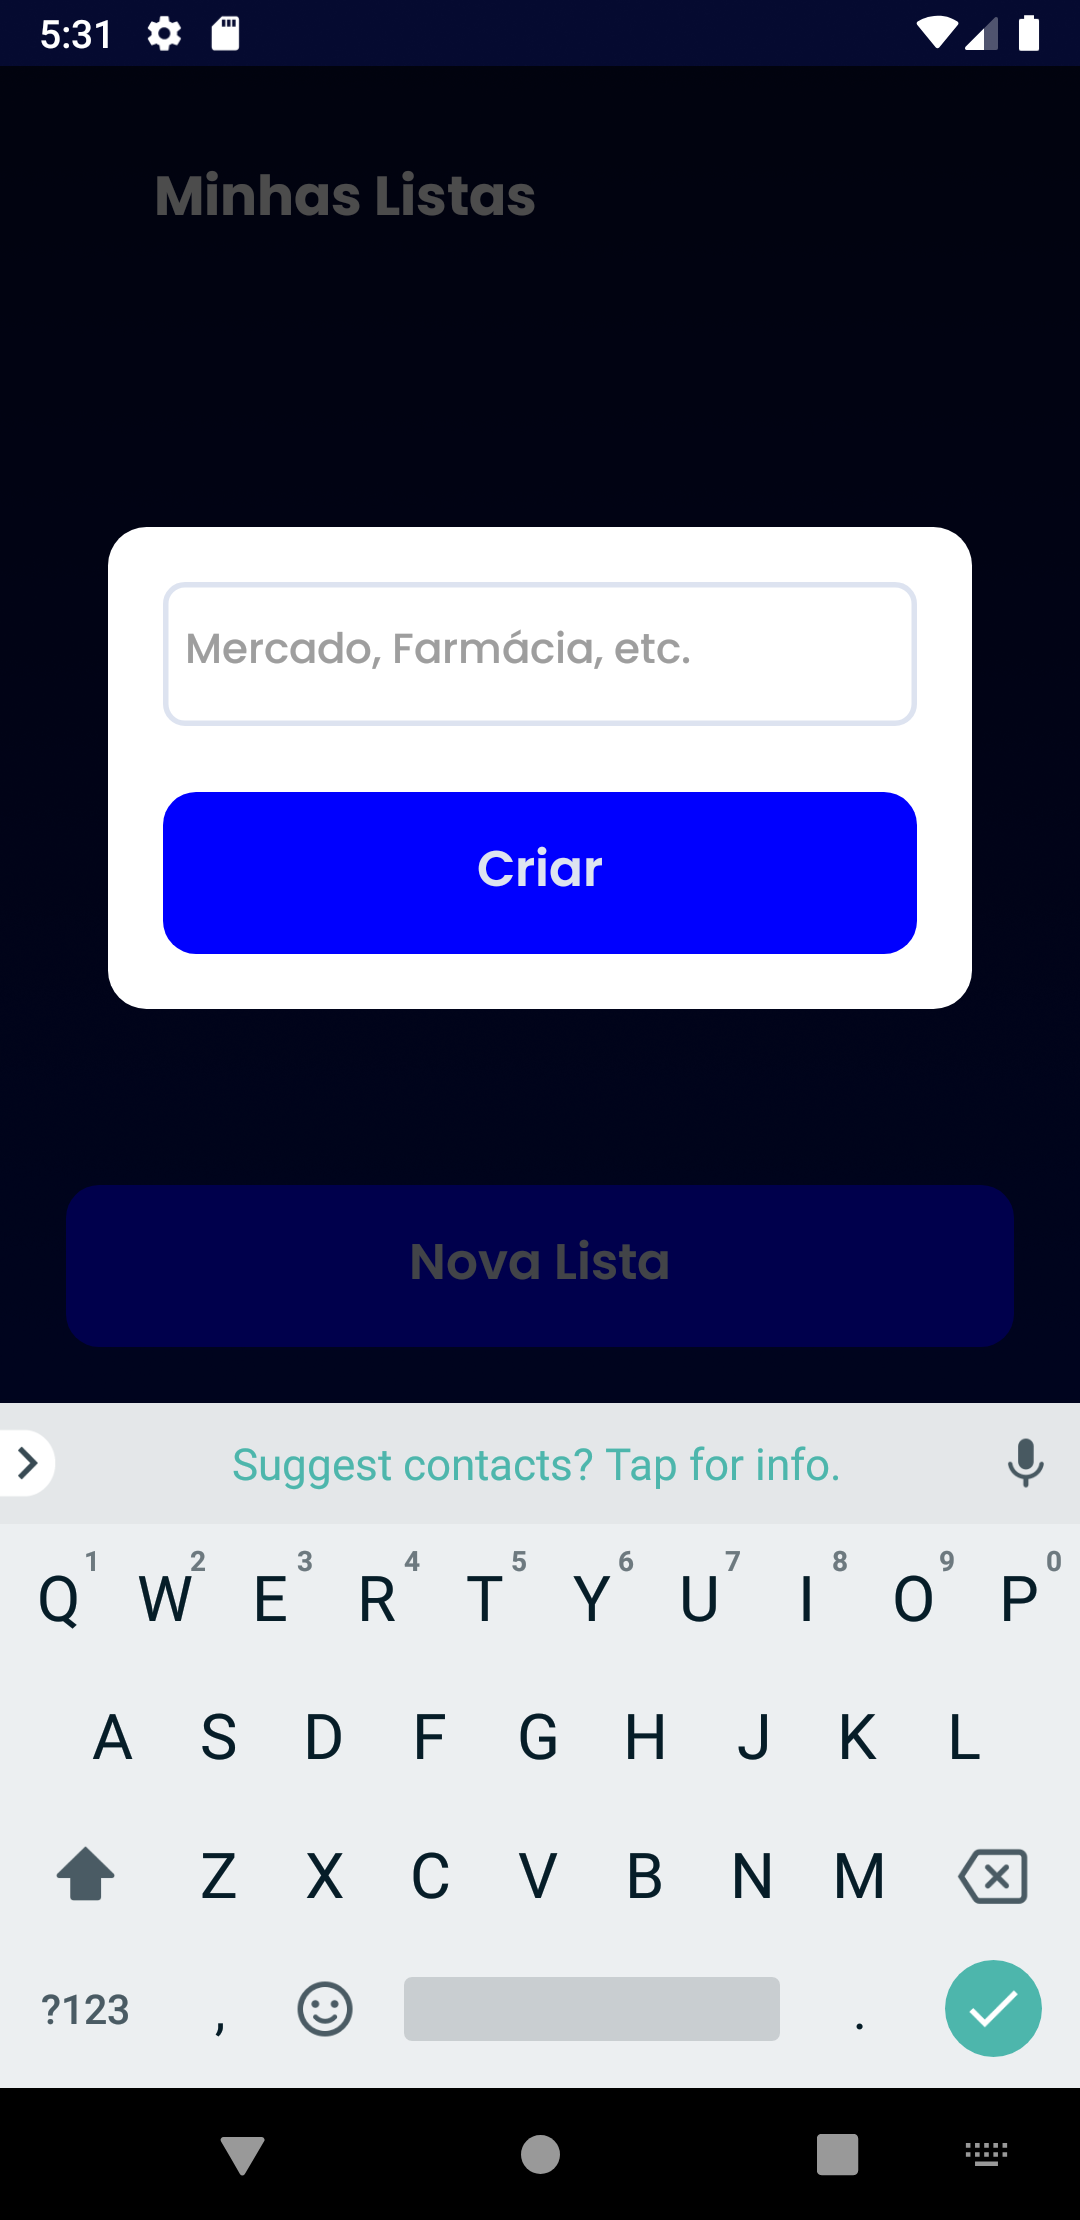 5:31
Minhas Listas
Mercado, Farmácia, etc.
Criar
Nova Lista
Suggest contacts? Tap for info.
1 2 3 4 5 6 7 8 9 0
Q W E R T Y U I O P
A S D F G H J K L
Z X C V B N M
?123 , .